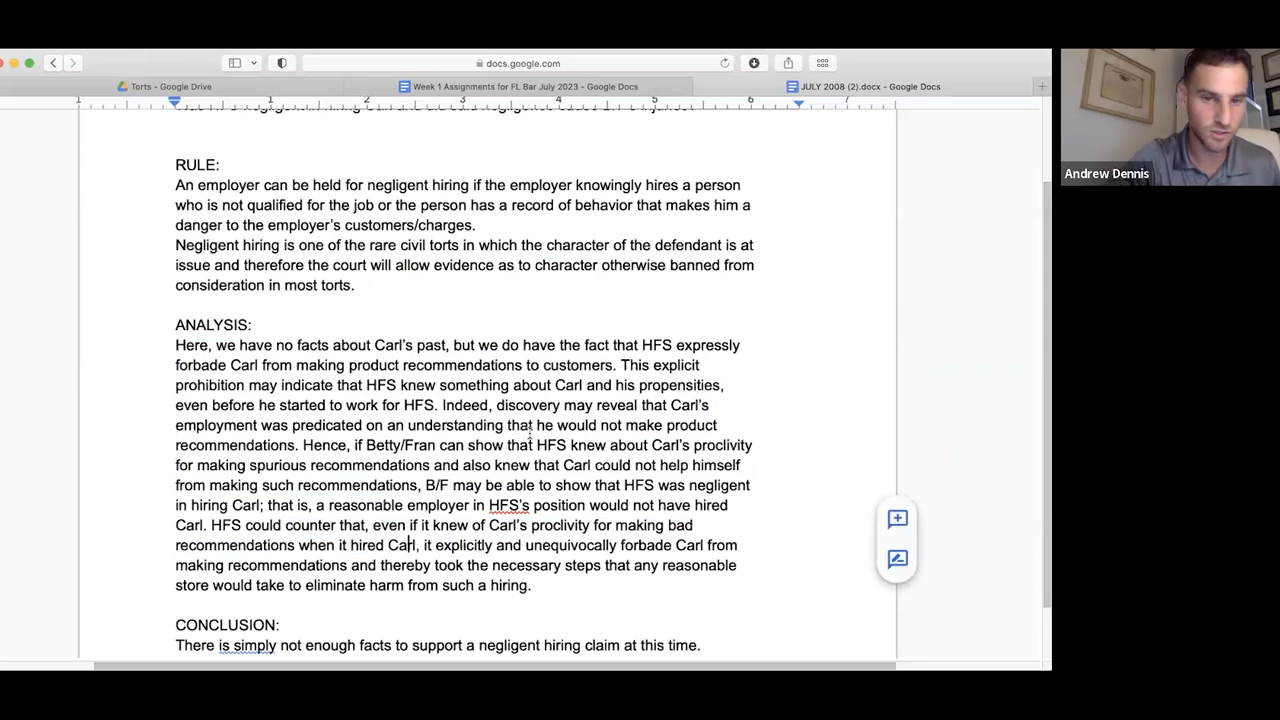 docs.google.com
Torts - Google Drive
Week 1 Assignments for FL Bar July 2023 - Google Docs
JULY 2008 (2).docx - Google Docs
1 1 2 3 4 5 6 7
RULE:
An employer can be held for negligent hiring if the employer knowingly hires a person
who is not qualified for the job or the person has a record of behavior that makes him a
danger to the employer's customers/charges.
Negligent hiring is one of the rare civil torts in which the character of the defendant is at
issue and therefore the court will allow evidence as to character otherwise banned from
consideration in most torts.
ANALYSIS:
Here, we have no facts about Carl's past, but we do have the fact that HFS expressly
forbade Carl from making product recommendations to customers. This explicit
prohibition may indicate that HFS knew something about Carl and his propensities,
even before he started to work for HFS. Indeed, discovery may reveal that Carl's
employment was predicated on an understanding that he would not make product
recommendations. Hence, if Betty/Fran can show that HFS knew about Carl's proclivity
for making spurious recommendations and also knew that Carl could not help himself
from making such recommendations, B/F may be able to show that HFS was negligent
in hiring Carl; that is, a reasonable employer in HFS's position would not have hired
Carl. HFS could counter that, even if it knew of Carl's proclivity for making bad
recommendations when it hired Carl, it explicitly and unequivocally forbade Carl from
making recommendations and thereby took the necessary steps that any reasonable
store would take to eliminate harm from such a hiring.
CONCLUSION:
There is simply not enough facts to support a negligent hiring claim at this time.
Andrew Dennis